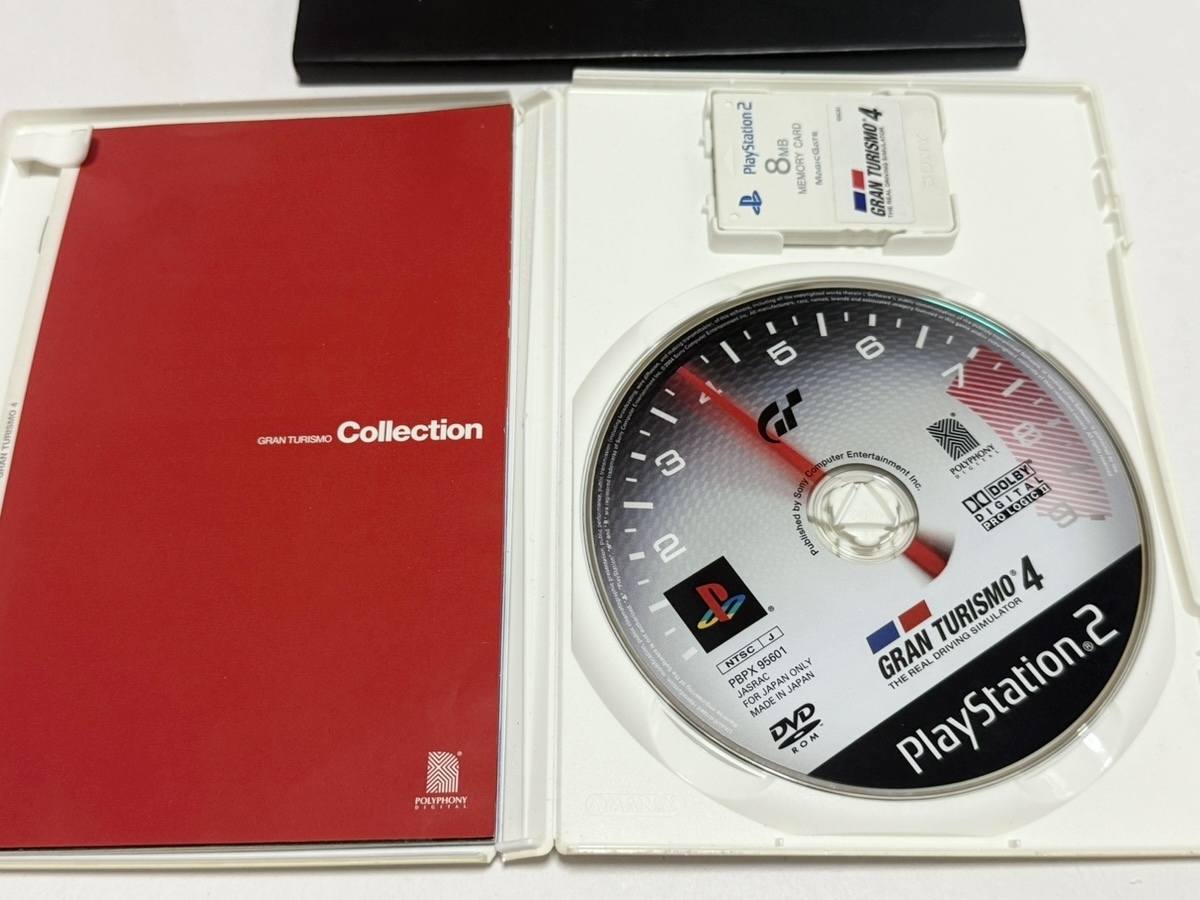 GRAN TURISMO 4
GRAN TURISMO Collection
POLYPHONY
DIGITAL
PlayStation 2
8MB
MEMORY CARD
MAGICGATE
GRAN TURISMO 4
THE REAL DRIVING SIMULATOR
SONY
2
3
4
5
6
7
8
9
Published by Sony Computer Entertainment Inc.
POLYPHONY
DIGITAL
DOLBY
DIGITAL
PRO LOGIC II
®
NTSC J
PBPX 95601
JASRAC
FOR JAPAN ONLY
MADE IN JAPAN
DVD
ROM
GRAN TURISMO® 4
THE REAL DRIVING SIMULATOR
PlayStation®2